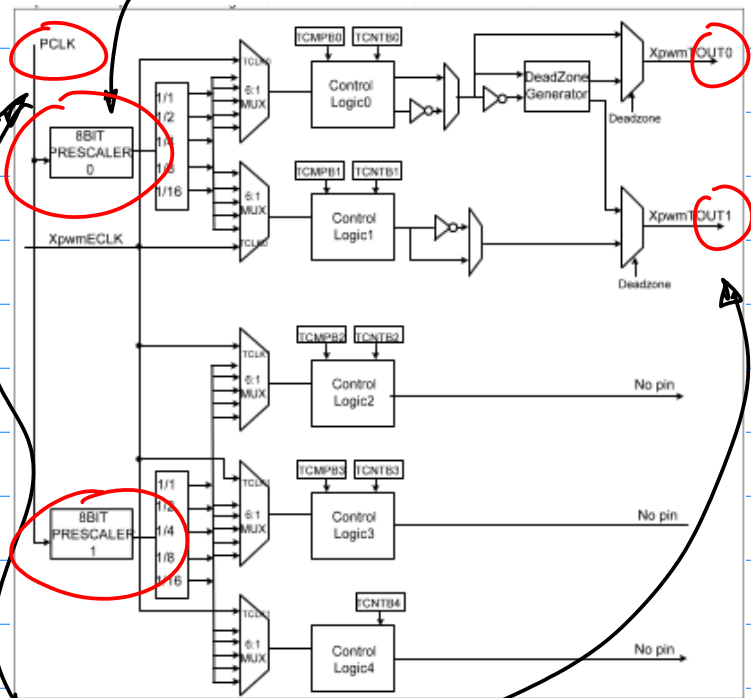 PCLK
8BIT
PRESCALER
0
1/1
1/2
1/4
1/8
1/16
TCLK0
6:1
MUX
TCMPB0
TCNTB0
Control
Logic0
DeadZone
Generator
Deadzone
XpwmTOUT0
XpwmECLK
6:1
MUX
TCLK0
TCMPB1
TCNTB1
Control
Logic1
XpwmTOUT1
Deadzone
TCLK
6:1
MUX
TCMPB2
TCNTB2
Control
Logic2
No pin
8BIT
PRESCALER
1
1/1
1/2
1/4
1/8
1/16
6:1
MUX
TCMPB3
TCNTB3
Control
Logic3
No pin
TCLK1
6:1
MUX
TCNTB4
Control
Logic4
No pin